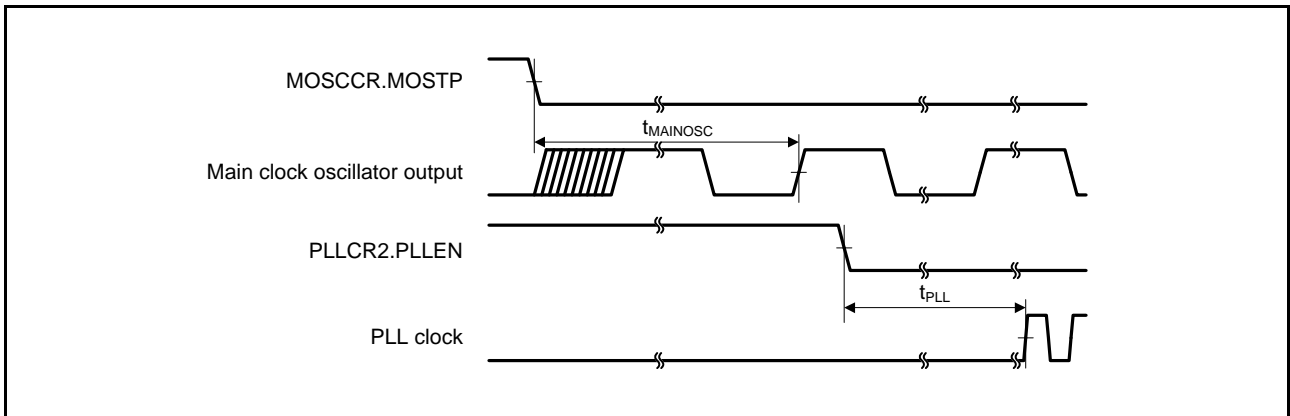 MOSCCR.MOSTP
tMAINOSC
Main clock oscillator output
PLLCR2.PLLEN
tPLL
PLL clock